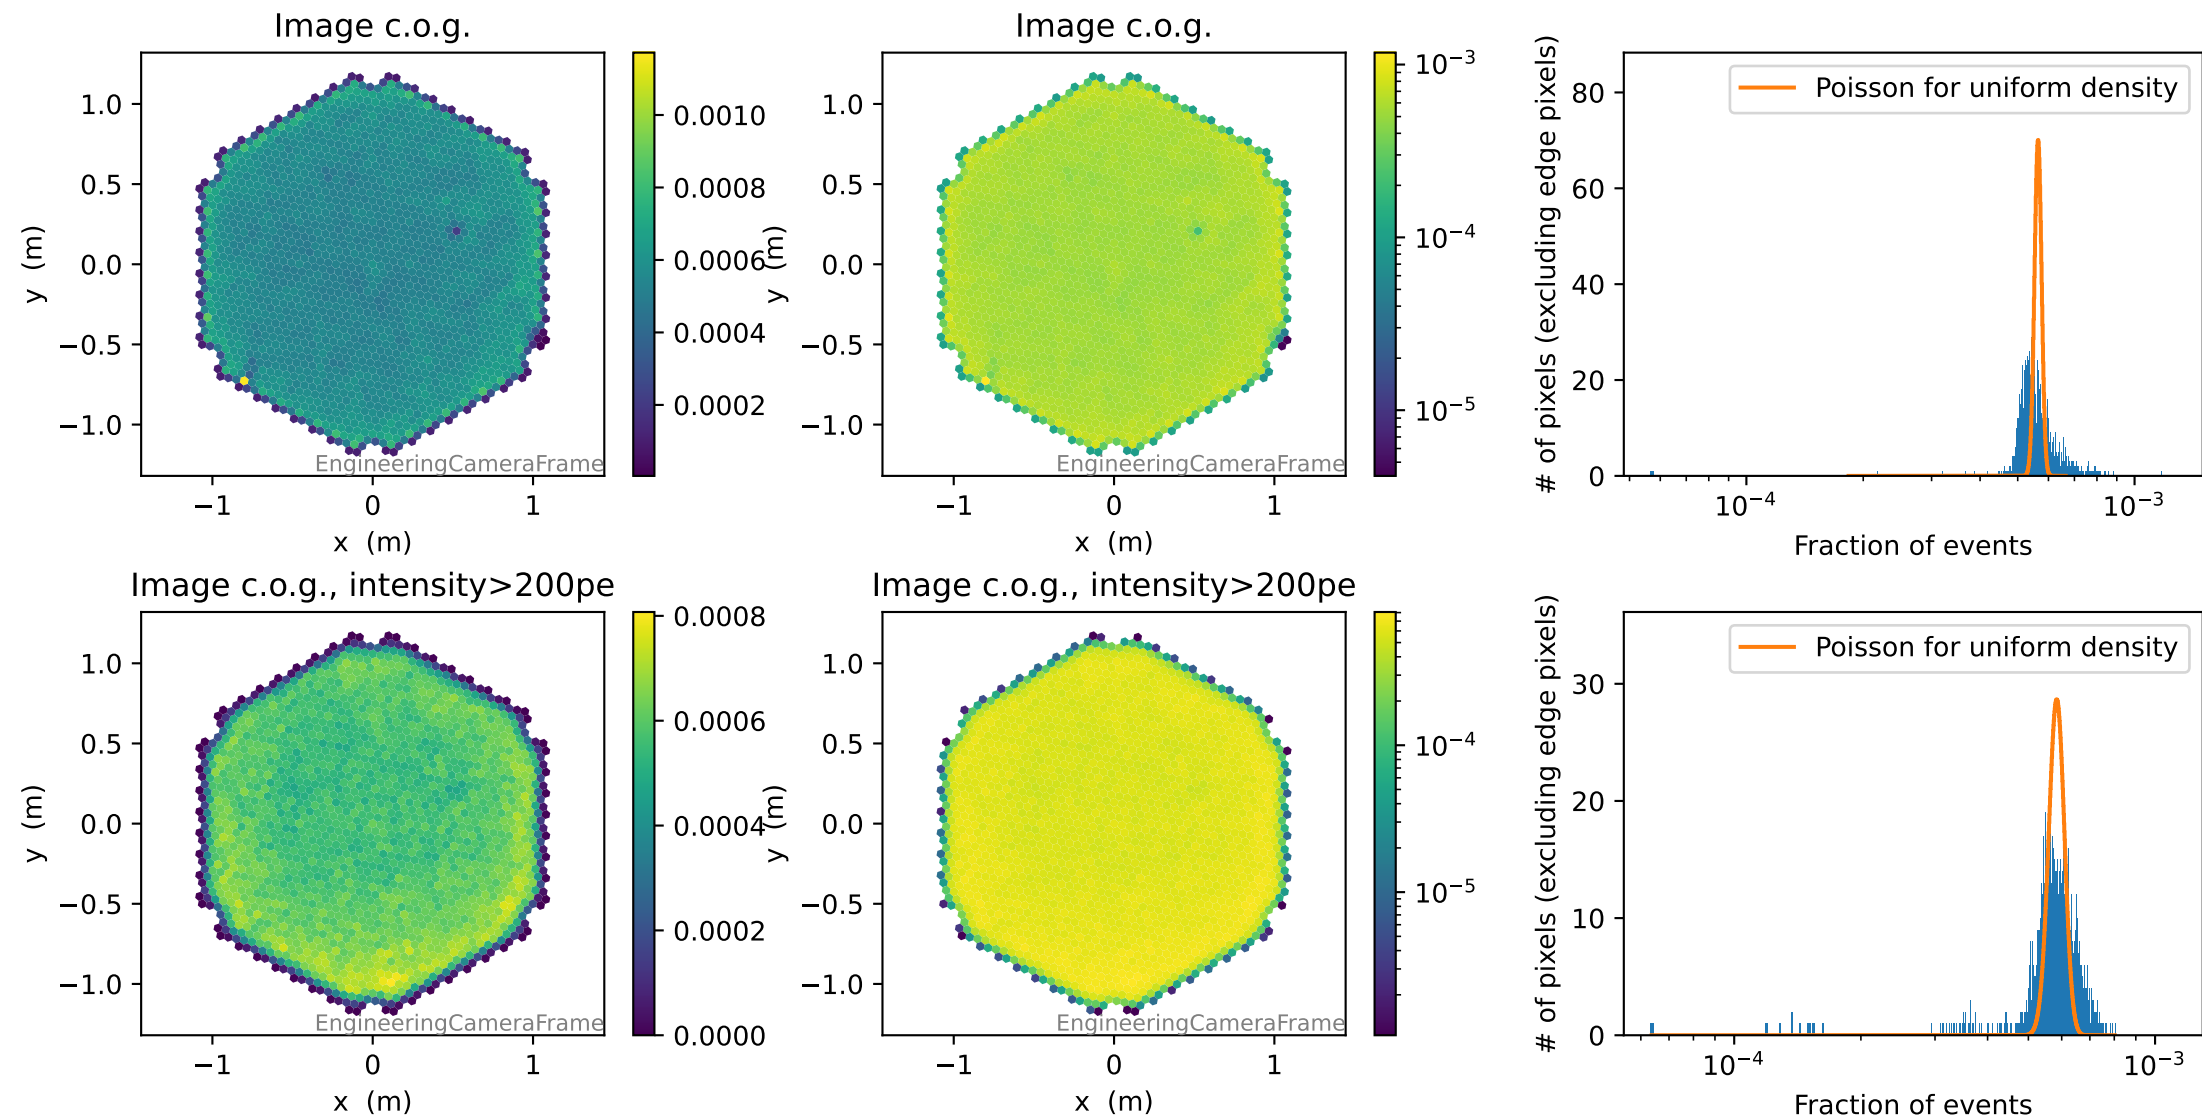 Image c.o.g.
1.0
0.5
0.0
−0.5
−1.0
y (m)
−1
0
1
x (m)
EngineeringCameraFrame
0.0010
0.0008
0.0006
0.0004
0.0002
Image c.o.g.
1.0
0.5
0.0
−0.5
−1.0
y (m)
−1
0
1
x (m)
EngineeringCameraFrame
10⁻³
10⁻⁴
10⁻⁵
# of pixels (excluding edge pixels)
80
60
40
20
0
Poisson for uniform density
10⁻⁴
10⁻³
Fraction of events
Image c.o.g., intensity>200pe
1.0
0.5
0.0
−0.5
−1.0
y (m)
−1
0
1
x (m)
EngineeringCameraFrame
0.0008
0.0006
0.0004
0.0002
0.0000
Image c.o.g., intensity>200pe
1.0
0.5
0.0
−0.5
−1.0
y (m)
−1
0
1
x (m)
EngineeringCameraFrame
10⁻⁴
10⁻⁵
# of pixels (excluding edge pixels)
30
20
10
0
Poisson for uniform density
10⁻⁴
10⁻³
Fraction of events